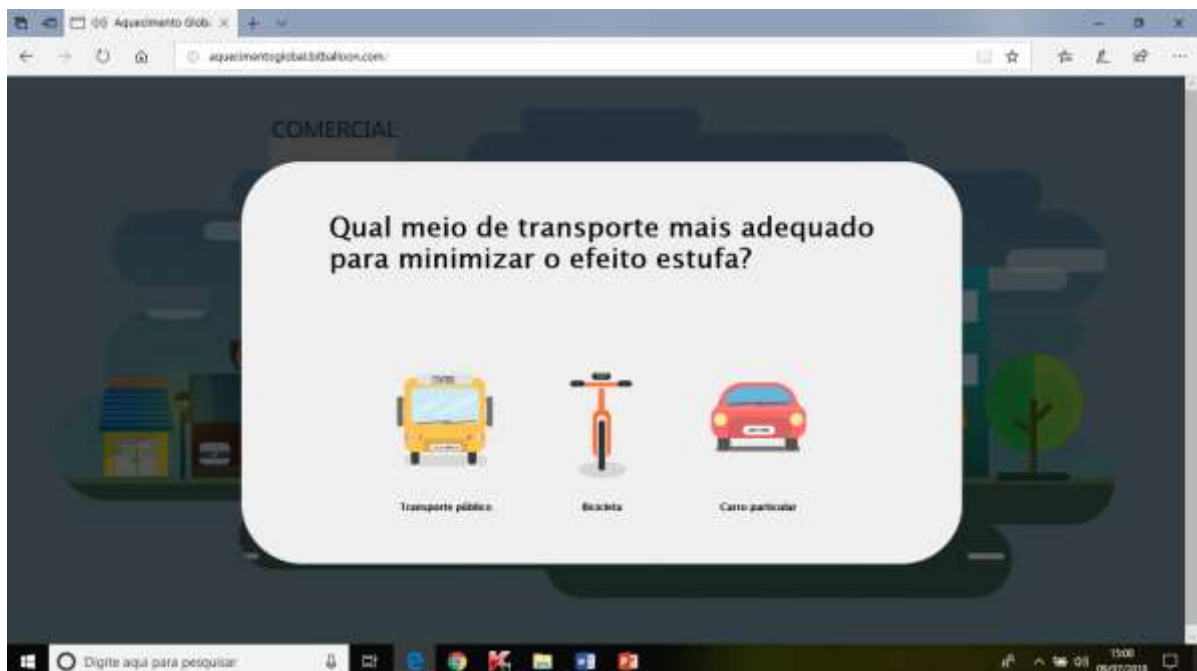 Aquecimento Glob
aquecimentoglobal.bitballoon.com/
COMERCIAL
Qual meio de transporte mais adequado
para minimizar o efeito estufa?
Transporte público
Bicicleta
Carro particular
Digite aqui para pesquisar
15:00